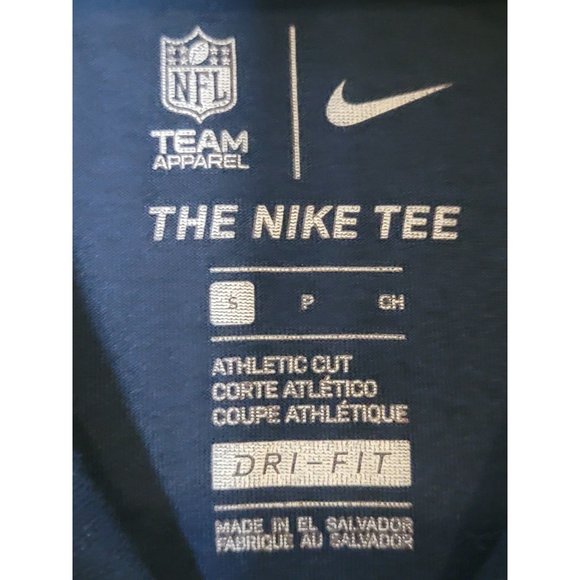 NFL
TEAM
APPAREL
THE NIKE TEE
S P CH
ATHLETIC CUT
CORTE ATLÉTICO
COUPE ATHLÉTIQUE
DRI-FIT
MADE IN EL SALVADOR
FABRIQUÉ AU SALVADOR